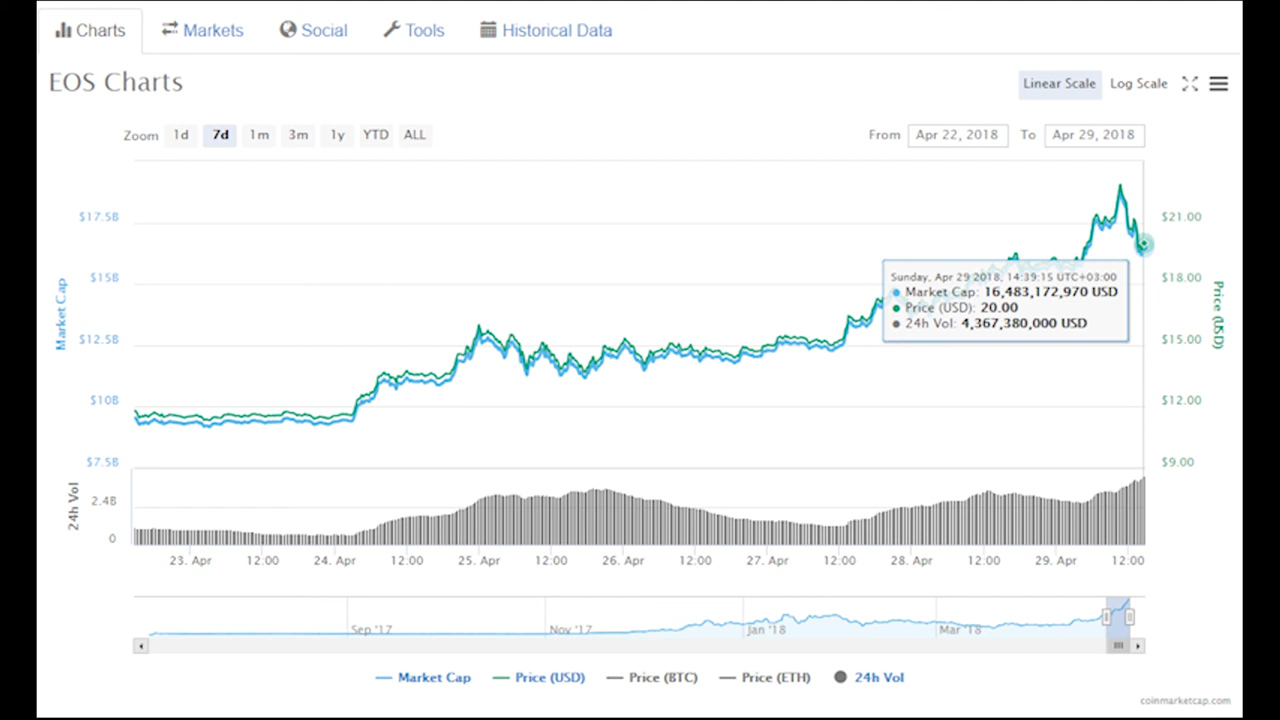 Charts Markets Social Tools Historical Data
EOS Charts
Linear Scale Log Scale
Zoom 1d 7d 1m 3m 1y YTD ALL From Apr 22, 2018 To Apr 29, 2018
$17.5B $21.00
$15B $18.00
Sunday, Apr 29 2018, 14:39:15 UTC+03:00
Market Cap: 16,483,172,970 USD
Price (USD): 20.00
24h Vol: 4,367,380,000 USD
Market Cap
Price (USD)
$12.5B $15.00
$10B $12.00
$7.5B $9.00
24h Vol
2.4B
0
23. Apr 12:00 24. Apr 12:00 25. Apr 12:00 26. Apr 12:00 27. Apr 12:00 28. Apr 12:00 29. Apr 12:00
Sep '17 Nov '17 Jan '18 Mar '18
Market Cap Price (USD) Price (BTC) Price (ETH) 24h Vol
coinmarketcap.com